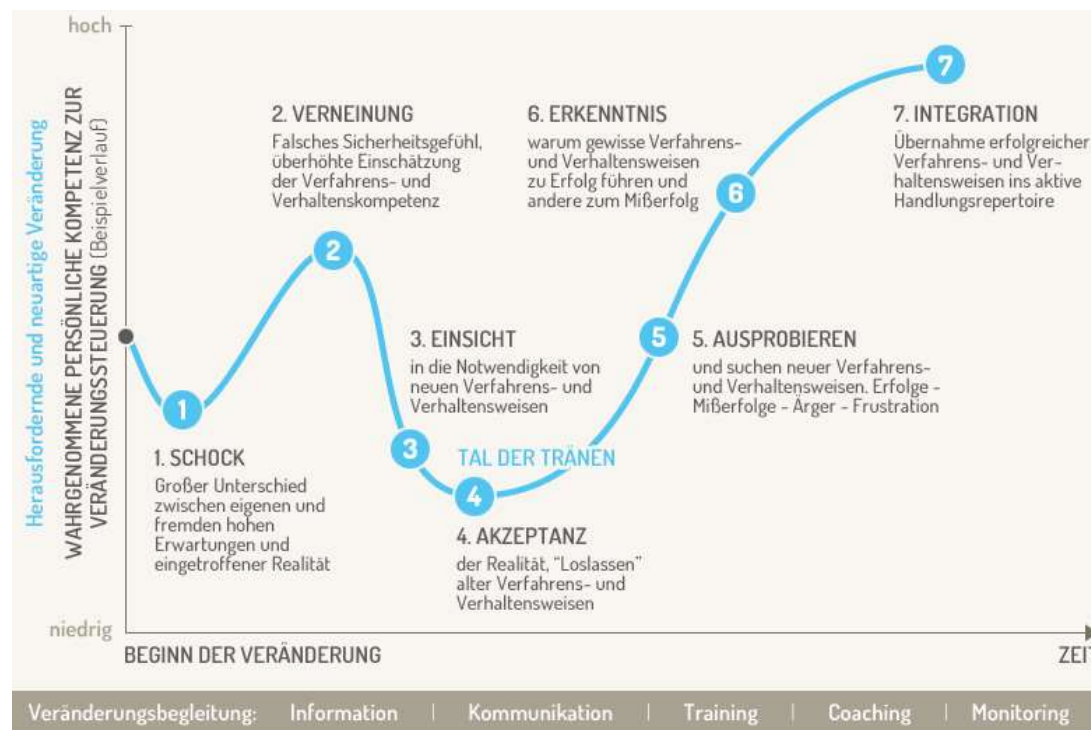 hoch
Herausfordernde und neuartige Veränderung
WAHRGENOMMENE PERSÖNLICHE KOMPETENZ ZUR
VERÄNDERUNGSSTEUERUNG (Beispielverlauf)
niedrig
1
1. SCHOCK
Großer Unterschied
zwischen eigenen und
fremden hohen
Erwartungen und
eingetroffener Realität
2. VERNEINUNG
Falsches Sicherheitsgefühl,
überhöhte Einschätzung
der Verfahrens- und
Verhaltenskompetenz
2
3. EINSICHT
in die Notwendigkeit von
neuen Verfahrens- und
Verhaltensweisen
3
TAL DER TRÄNEN
4
4. AKZEPTANZ
der Realität, "Loslassen"
alter Verfahrens- und
Verhaltensweisen
5
5. AUSPROBIEREN
und suchen neuer Verfahrens-
und Verhaltensweisen. Erfolge -
Mißerfolge - Ärger - Frustration
6. ERKENNTNIS
warum gewisse Verfahrens-
und Verhaltensweisen
zu Erfolg führen und
andere zum Mißerfolg
6
7
7. INTEGRATION
Übernahme erfolgreicher
Verfahrens- und Ver-
haltensweisen ins aktive
Handlungsrepertoire
BEGINN DER VERÄNDERUNG
ZEIT
Veränderungsbegleitung: Information | Kommunikation | Training | Coaching | Monitoring